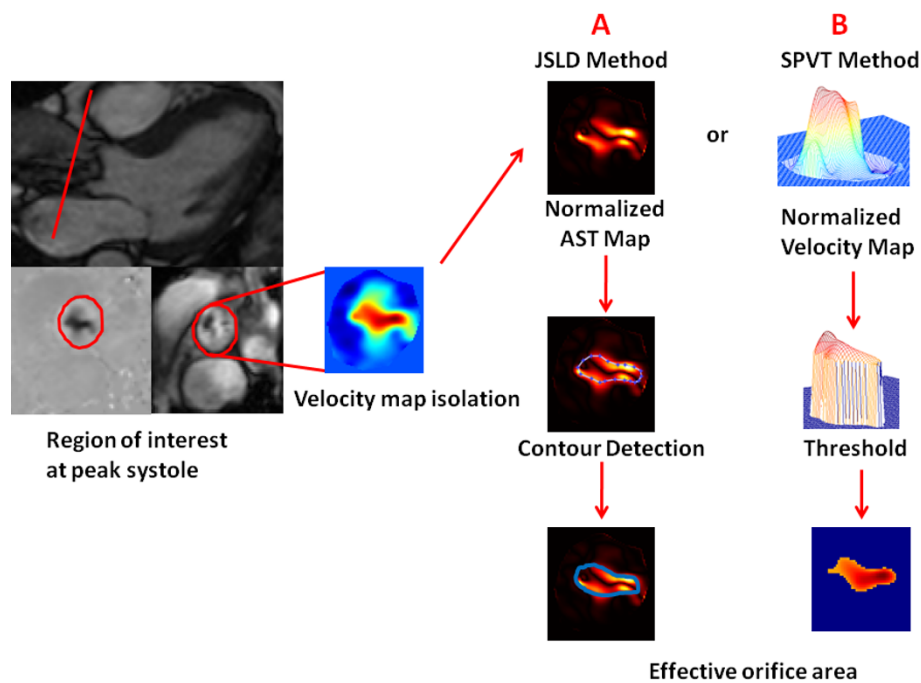 A
B
JSLD Method
SPVT Method
or
Normalized
AST Map
Normalized
Velocity Map
Velocity map isolation
Region of interest
at peak systole
Contour Detection
Threshold
Effective orifice area